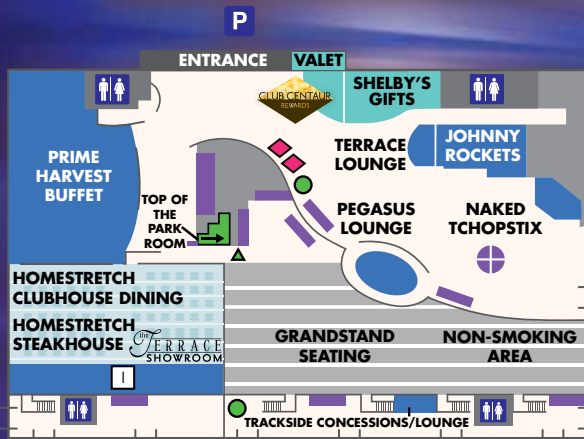 P
ENTRANCE
VALET
CLUB CENTAUR
REWARDS
SHELBY'S
GIFTS
PRIME
HARVEST
BUFFET
TERRACE
LOUNGE
JOHNNY
ROCKETS
TOP OF
THE
PARK
ROOM
PEGASUS
LOUNGE
NAKED
TCHOPSTIX
HOMESTRETCH
CLUBHOUSE DINING
HOMESTRETCH
STEAKHOUSE
the
TERRACE
SHOWROOM
GRANDSTAND
SEATING
NON-SMOKING
AREA
I
TRACKSIDE CONCESSIONS/LOUNGE